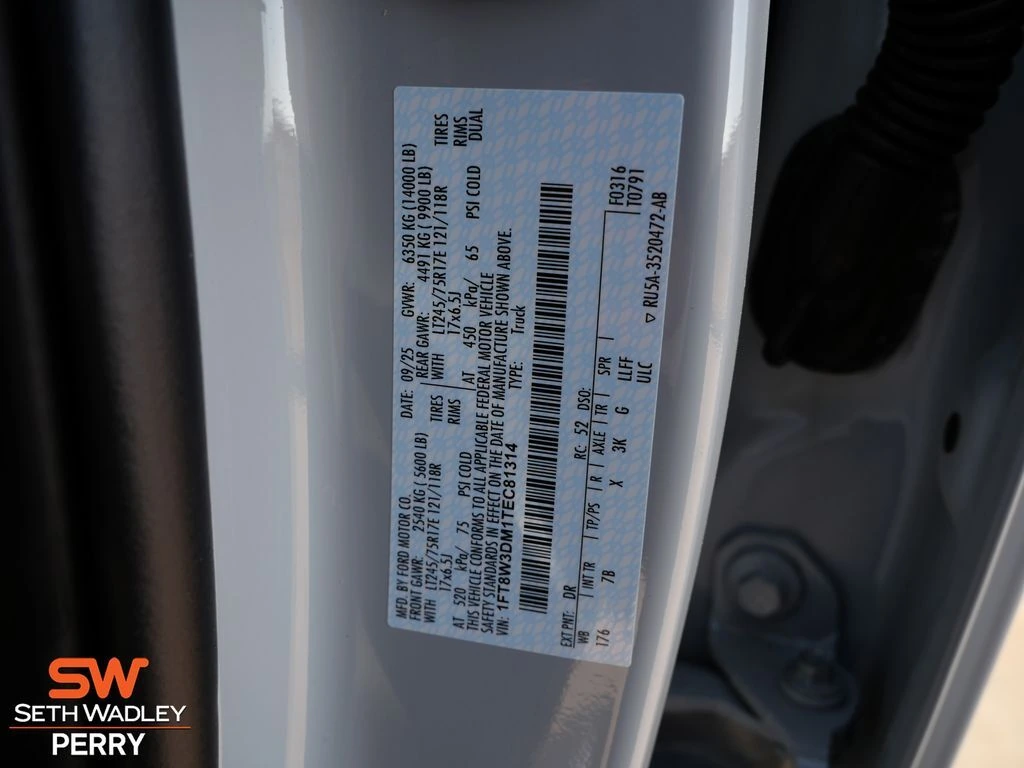 MFD. BY FORD MOTOR CO. DATE: 09/25 GVWR: 6350 KG (14000 LB)
FRONT GAWR: 2540 KG ( 5600 LB) REAR GAWR: 4491 KG ( 9900 LB)
WITH LT245/75R17E 121/118R TIRES WITH LT245/75R17E 121/118R TIRES
17x6.5J RIMS 17x6.5J RIMS
AT 520 kPa/ 75 PSI COLD AT 450 kPa/ 65 PSI COLD DUAL
THIS VEHICLE CONFORMS TO ALL APPLICABLE FEDERAL MOTOR VEHICLE
SAFETY STANDARDS IN EFFECT ON THE DATE OF MANUFACTURE SHOWN ABOVE.
VIN: 1FT8W3DM1TEC81314 TYPE: Truck
EXT PNT: DR RC: 52 DSO: F0316
WB INT TR TP/PS R AXLE TR SPR T0791
176 7B X 3K G LLFF
ULC ▽ RU5A-3520472-AB
SW
SETH WADLEY
PERRY